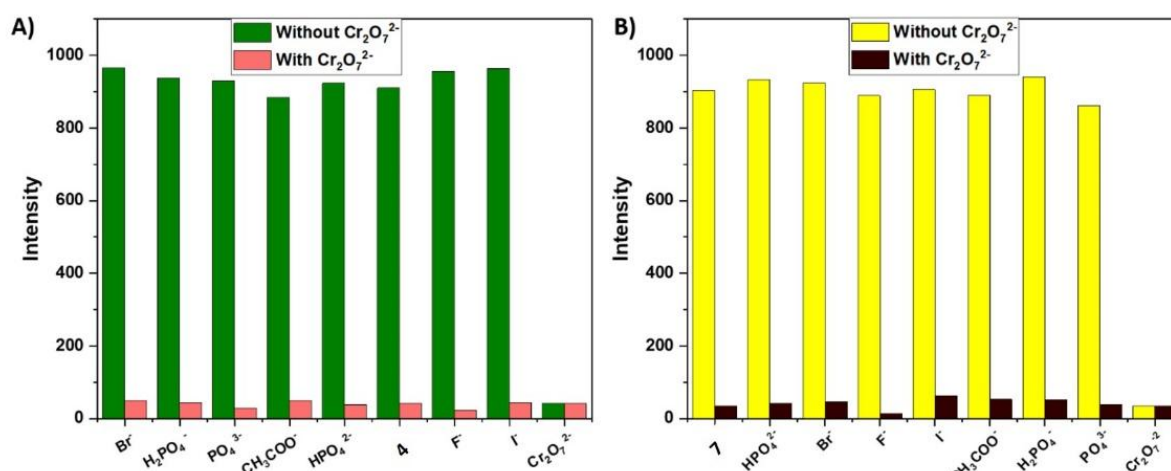 A)
Without Cr₂O₇²⁻
With Cr₂O₇²⁻
Intensity
1000
800
600
400
200
0
Br⁻
H₂PO₄⁻
PO₄³⁻
CH₃COO⁻
HPO₄²⁻
4
F⁻
I⁻
Cr₂O₇²⁻
B)
Without Cr₂O₇²⁻
With Cr₂O₇²⁻
Intensity
1000
800
600
400
200
0
7
HPO₄²⁻
Br⁻
F⁻
I⁻
H₃COO⁻
H₂PO₄⁻
PO₄³⁻
Cr₂O₇⁻²